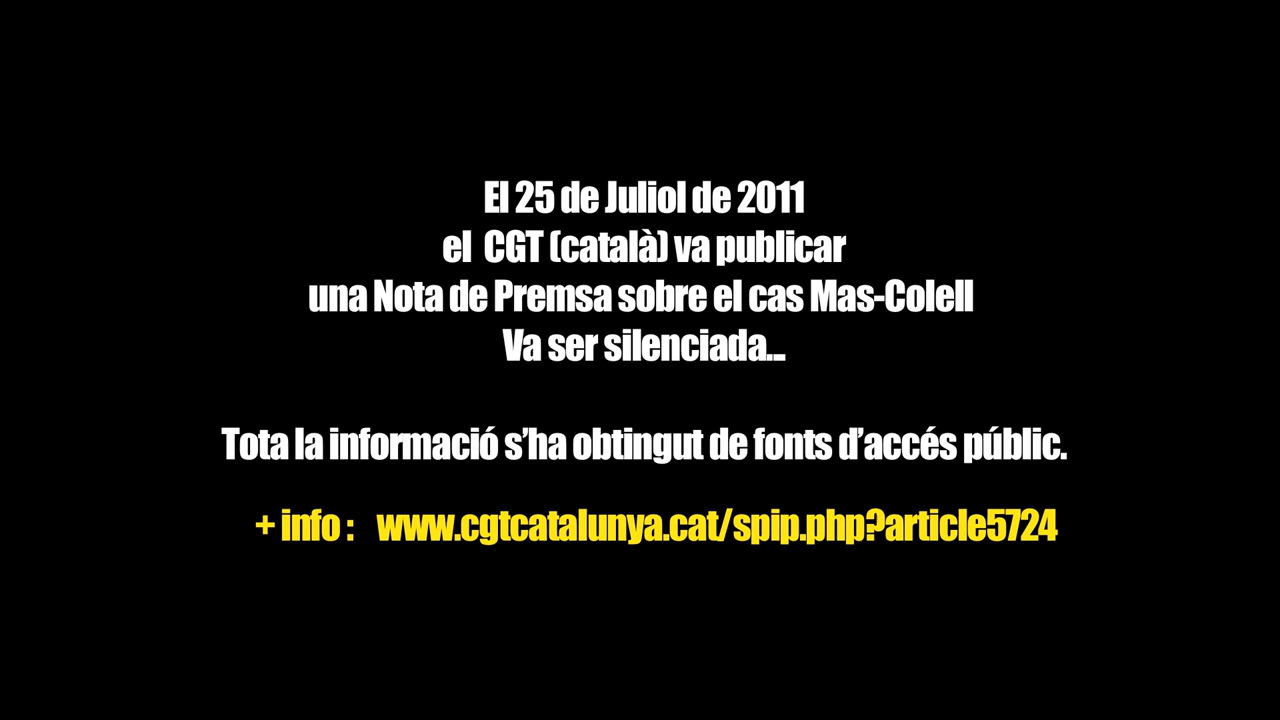 El 25 de Juliol de 2011
el CGT (català) va publicar
una Nota de Premsa sobre el cas Mas-Colell
Va ser silenciada...
Tota la informació s'ha obtingut de fonts d'accés públic.
+ info : www.cgtcatalunya.cat/spip.php?article5724